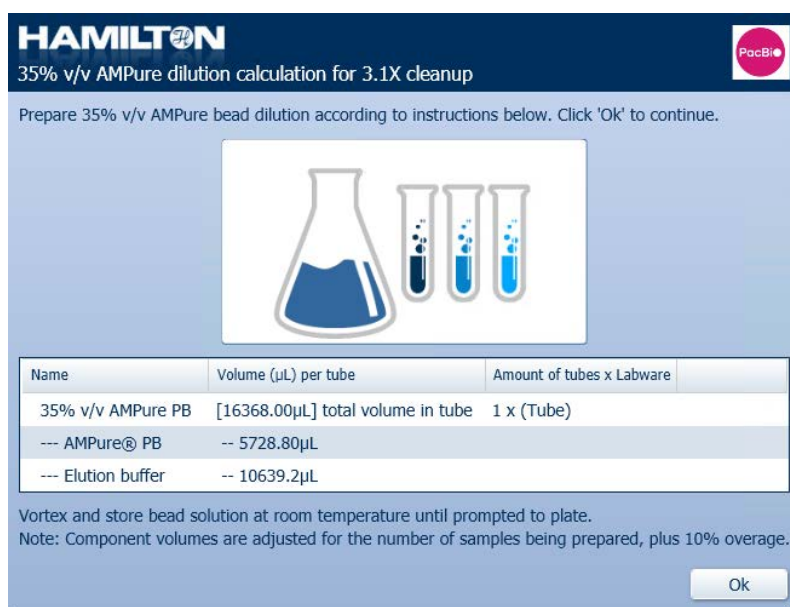 HAMILTON
PacBio
35% v/v AMPure dilution calculation for 3.1X cleanup
Prepare 35% v/v AMPure bead dilution according to instructions below. Click 'Ok' to continue.
Name Volume (µL) per tube Amount of tubes x Labware
35% v/v AMPure PB [16368.00µL] total volume in tube 1 x (Tube)
--- AMPure® PB -- 5728.80µL
--- Elution buffer -- 10639.2µL
Vortex and store bead solution at room temperature until prompted to plate.
Note: Component volumes are adjusted for the number of samples being prepared, plus 10% overage.
Ok